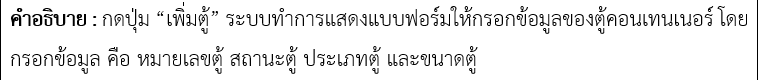 คำอธิบาย : กดปุ่ม “เพิ่มตู้” ระบบทำการแสดงแบบฟอร์มให้กรอกข้อมูลของตู้คอนเทนเนอร์ โดย
กรอกข้อมูล คือ หมายเลขตู้ สถานะตู้ ประเภทตู้ และขนาดตู้